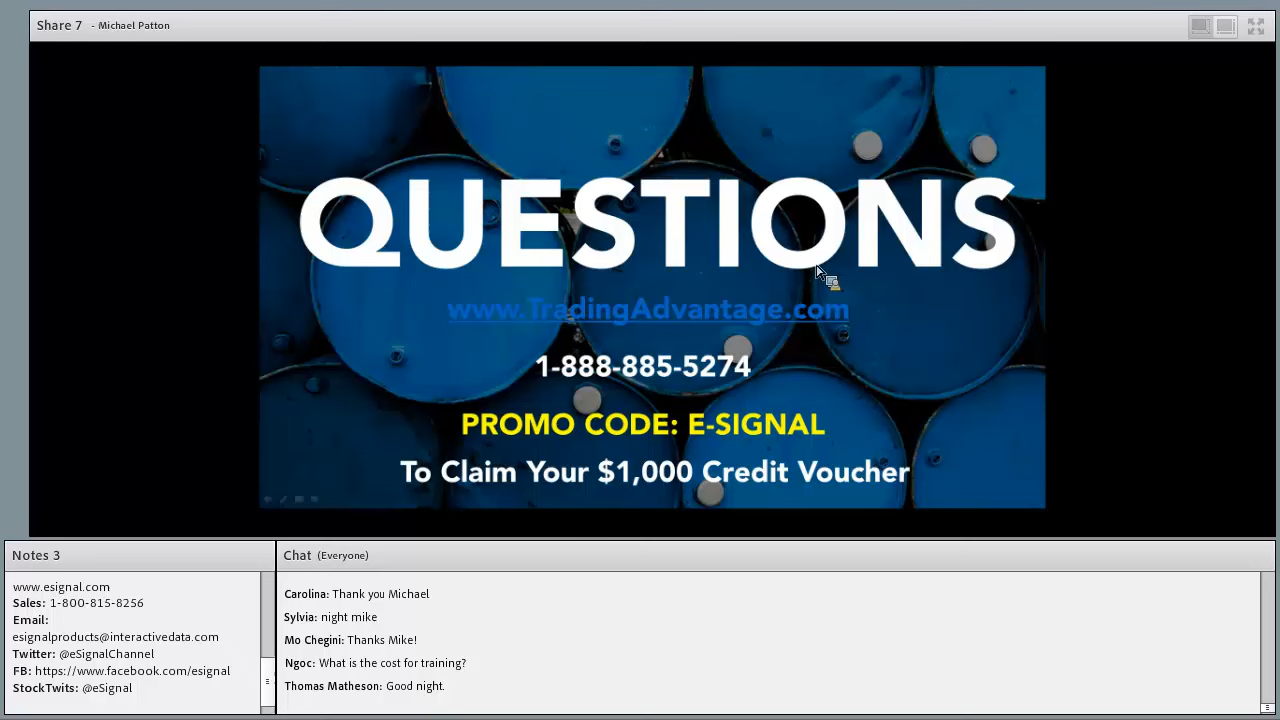 Share 7 - Michael Patton
QUESTIONS
www.TradingAdvantage.com
1-888-885-5274
PROMO CODE: E-SIGNAL
To Claim Your $1,000 Credit Voucher
Notes 3
www.esignal.com
Sales: 1-800-815-8256
Email:
esignalproducts@interactivedata.com
Twitter: @eSignalChannel
FB: https://www.facebook.com/esignal
StockTwits: @eSignal
Chat (Everyone)
Carolina: Thank you Michael
Sylvia: night mike
Mo Chegini: Thanks Mike!
Ngoc: What is the cost for training?
Thomas Matheson: Good night.